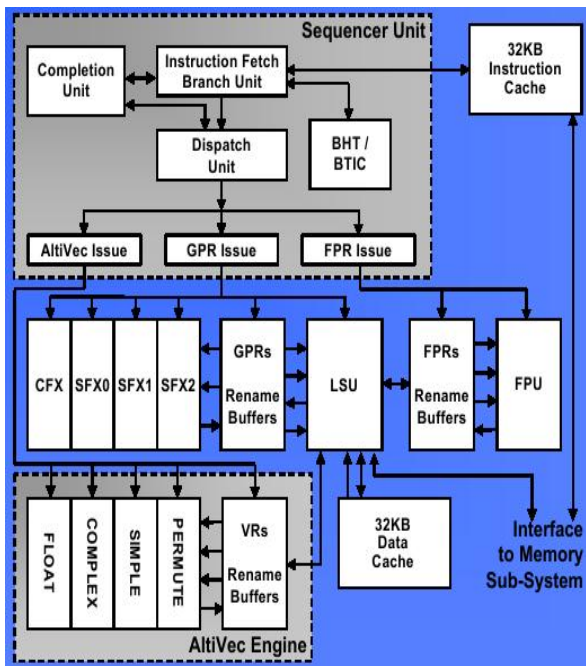 Sequencer Unit
Completion
Unit
Instruction Fetch
Branch Unit
32KB
Instruction
Cache
Dispatch
Unit
BHT /
BTIC
AltiVec Issue
GPR Issue
FPR Issue
CFX
SFX0
SFX1
SFX2
GPRs
Rename
Buffers
LSU
FPRs
Rename
Buffers
FPU
FLOAT
COMPLEX
SIMPLE
PERMUTE
VRs
Rename
Buffers
32KB
Data
Cache
Interface
to Memory
Sub-System
AltiVec Engine